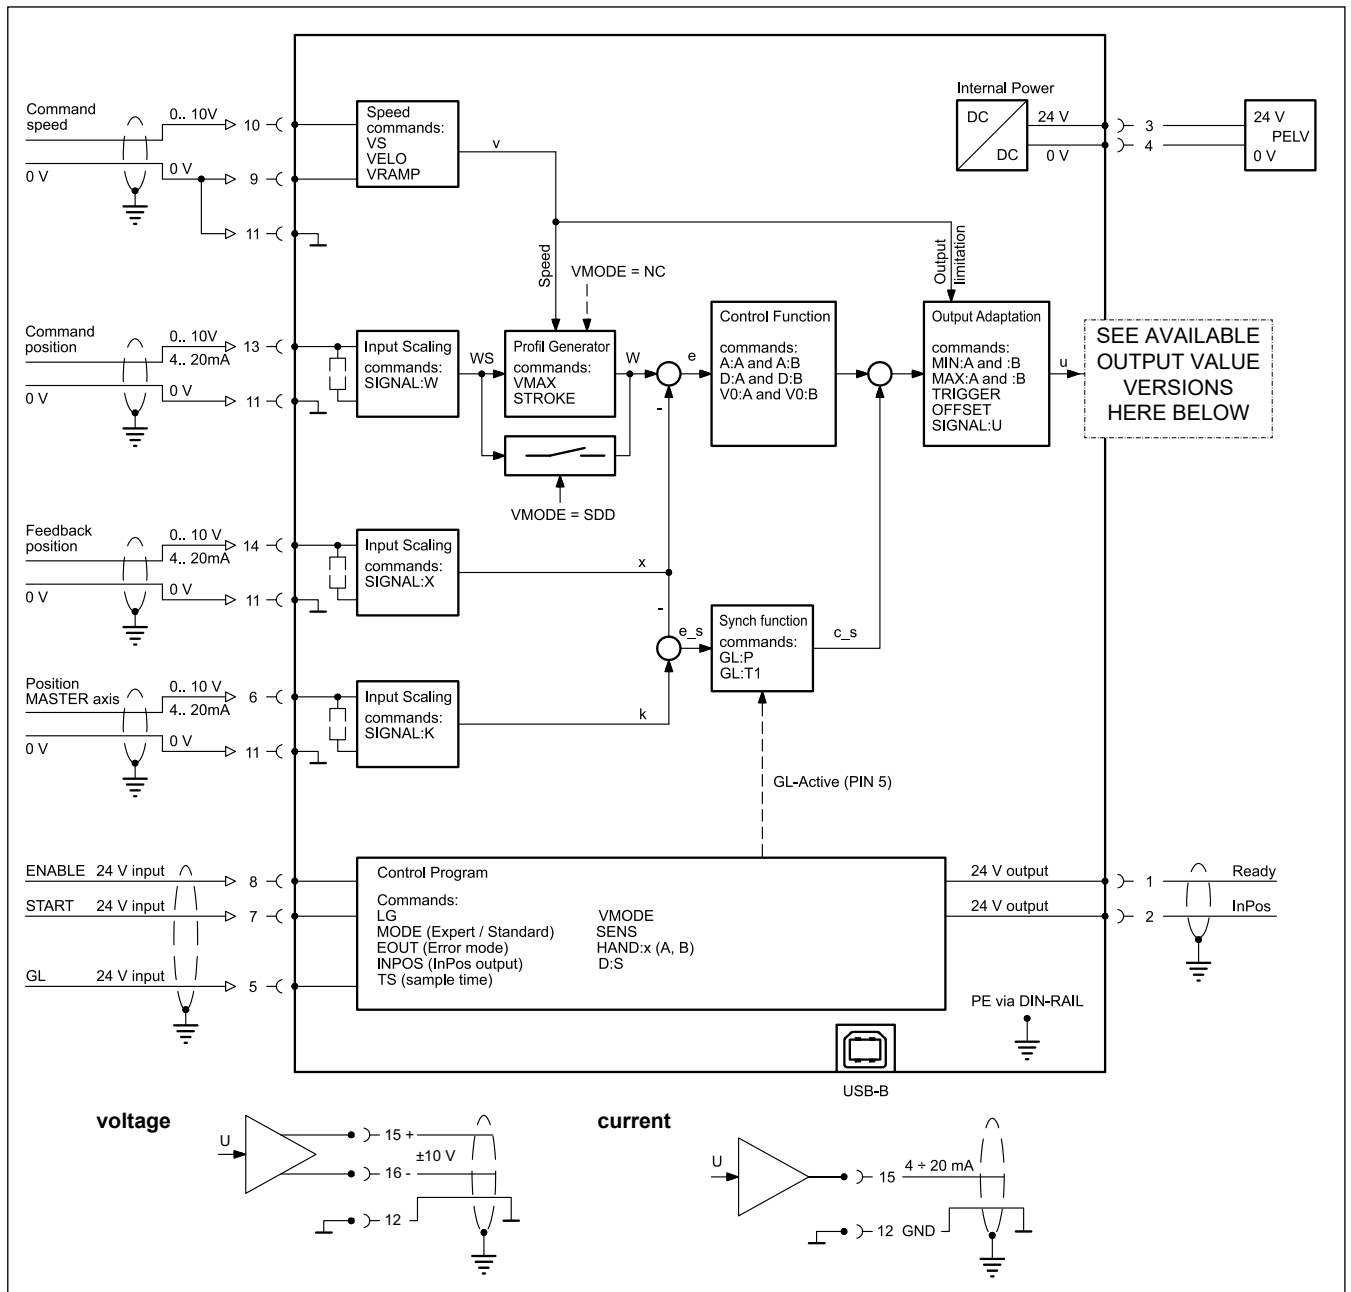 Command
speed
0.. 10V
10
0 V
0 V
9
11
Speed
commands:
VS
VELO
VRAMP
v
Internal Power
DC
DC
24 V
0 V
3
4
24 V
PELV
0 V
Speed
VMODE = NC
Output
limitation
Command
position
0.. 10V
4.. 20mA
13
0 V
0 V
11
Input Scaling
commands:
SIGNAL:W
WS
Profil Generator
commands:
VMAX
STROKE
W
-
e
Control Function
commands:
A:A and A:B
D:A and D:B
V0:A and V0:B
Output Adaptation
commands:
MIN:A and :B
MAX:A and :B
TRIGGER
OFFSET
SIGNAL:U
u
SEE AVAILABLE
OUTPUT VALUE
VERSIONS
HERE BELOW
VMODE = SDD
Feedback
position
0.. 10 V
4.. 20mA
14
0 V
0 V
11
Input Scaling
commands:
SIGNAL:X
x
-
e_s
Synch function
commands:
GL:P
GL:T1
c_s
Position
MASTER axis
0.. 10 V
4.. 20mA
6
0 V
0 V
11
Input Scaling
commands:
SIGNAL:K
k
GL-Active (PIN 5)
ENABLE 24 V input
8
START 24 V input
7
GL 24 V input
5
Control Program
Commands:
LG VMODE
MODE (Expert / Standard) SENS
EOUT (Error mode) HAND:x (A, B)
INPOS (InPos output) D:S
TS (sample time)
24 V output
1
Ready
24 V output
2
InPos
PE via DIN-RAIL
USB-B
voltage
U
15 +
±10 V
16 -
12
current
U
15
4 ÷ 20 mA
12 GND